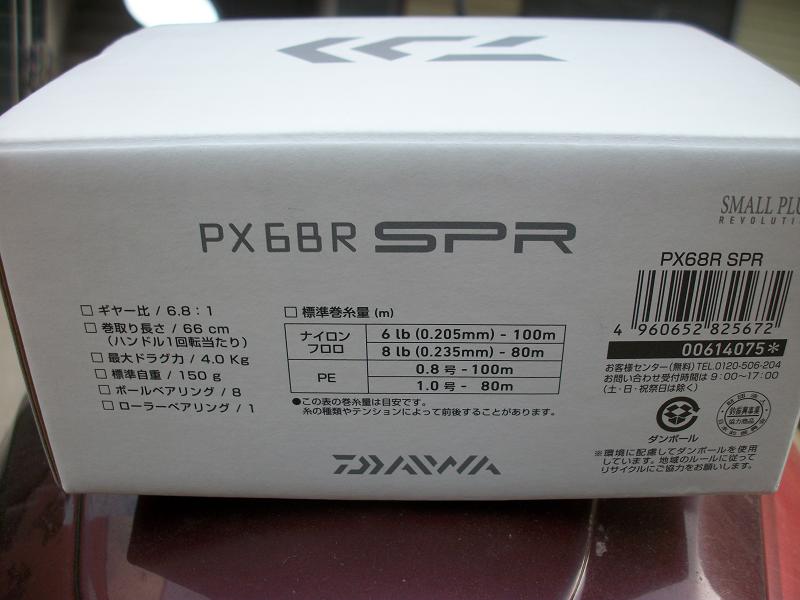 PX68R SPR
□ ギヤー比 / 6.8 : 1
□ 巻取り長さ / 66 cm
(ハンドル1回転当たり)
□ 最大ドラグ力 / 4.0 Kg
□ 標準自重 / 150 g
□ ボールベアリング / 8
□ ローラーベアリング / 1
□ 標準巻糸量 (m)
ナイロン
フロロ
6 lb (0.205mm) - 100m
8 lb (0.235mm) - 80m
PE
0.8 号 - 100m
1.0 号 - 80m
●この表の巻糸量は目安です。
糸の種類やテンションによって前後することがあります。
DAIWA
SMALL PLU
REVOLUTI
PX68R SPR
4 960652 825672
00614075*
お客様センター(無料)TEL.0120-506-204
お問い合わせ受付時間は 9:00〜17:00
(土・日・祝祭日は除く)
ダンボール
協力商品
※環境に配慮してダンボールを使用
しています。地域のルールに従って
リサイクルにご協力をお願いします。